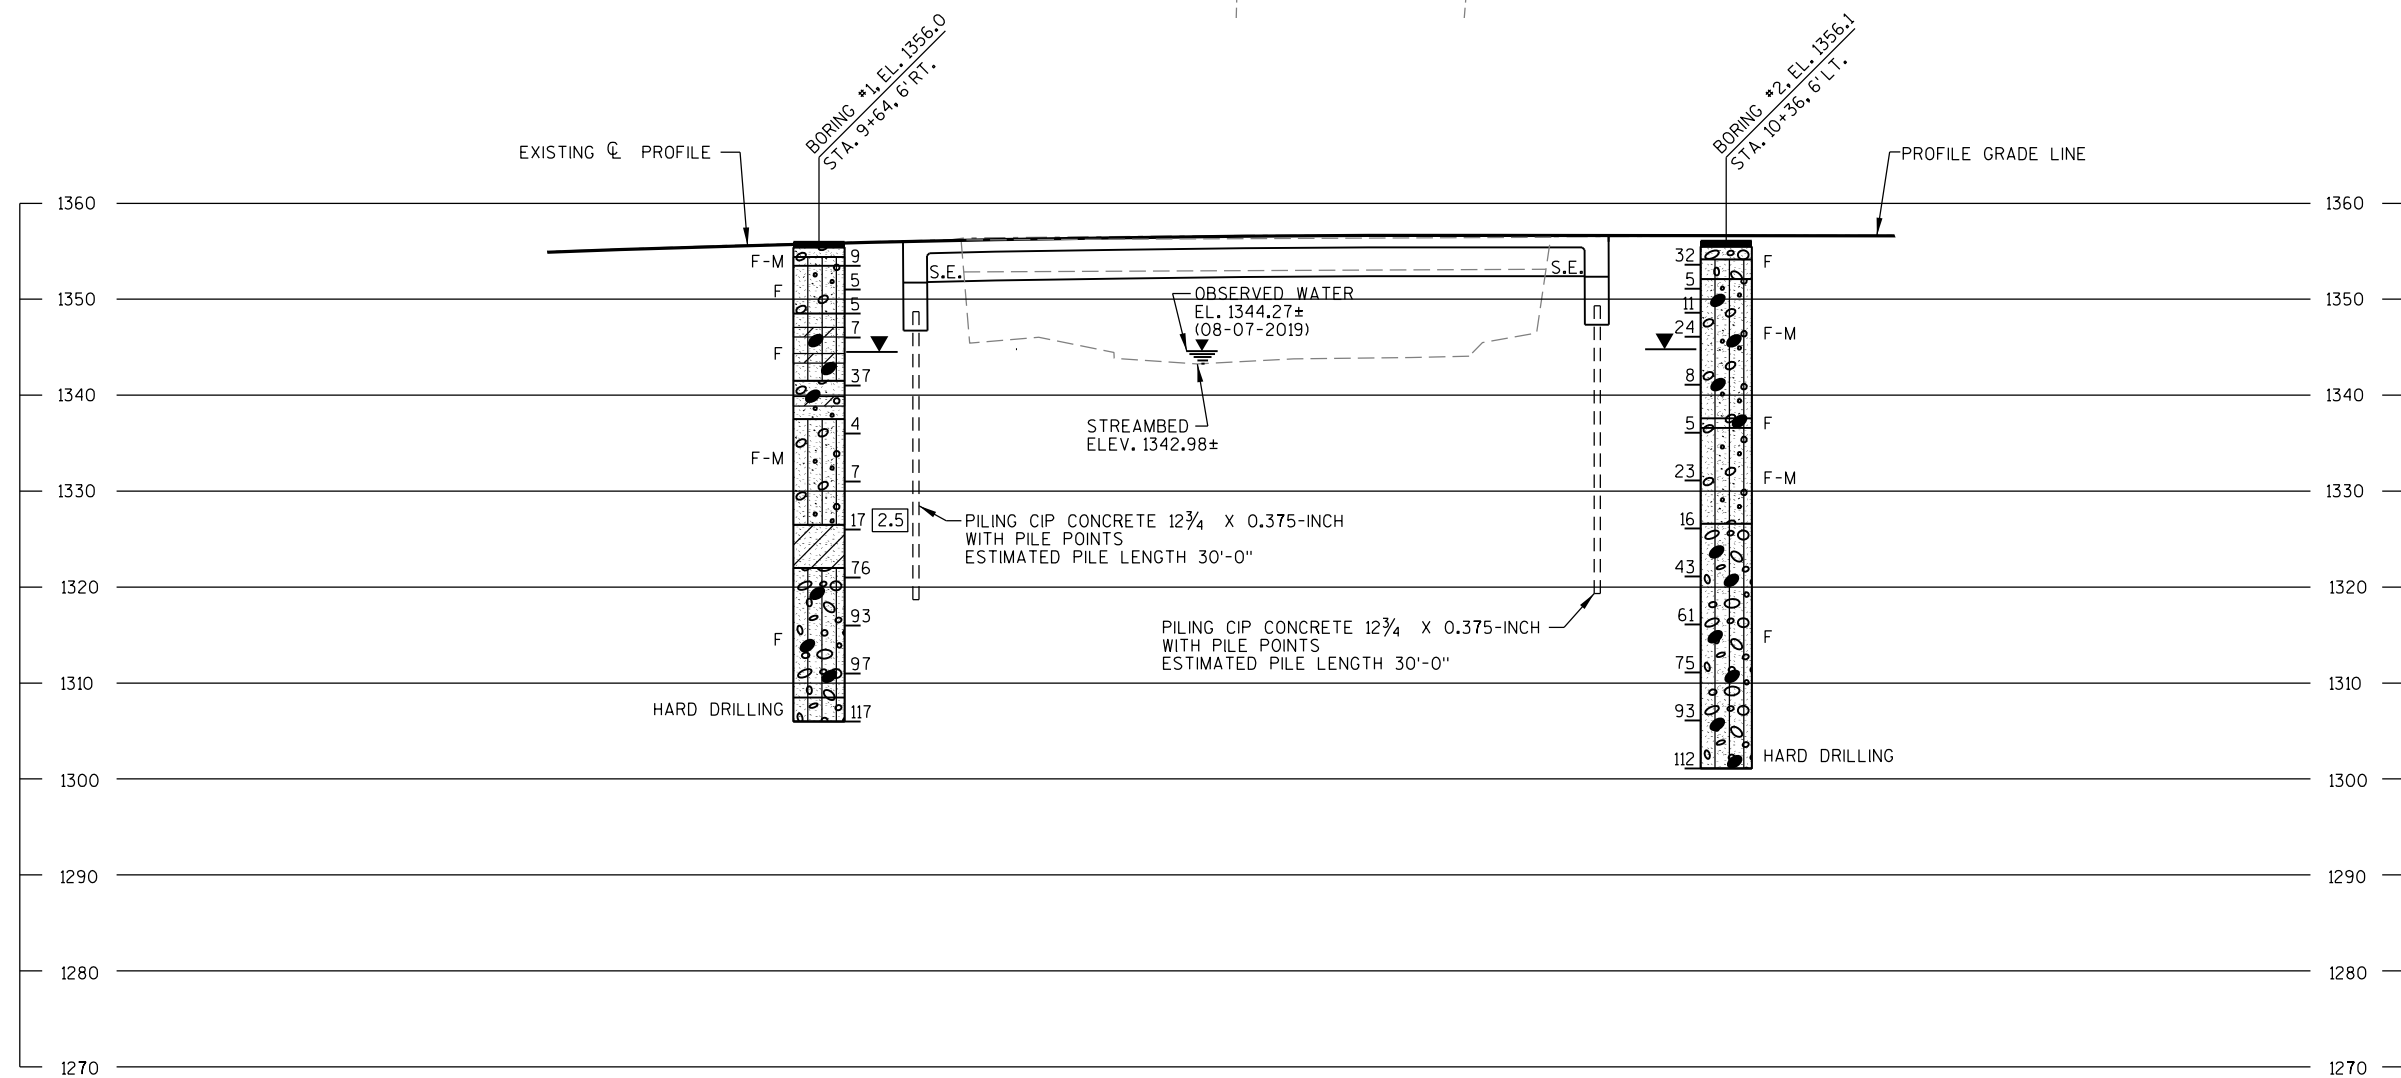 BORING #1, EL. 1356.0
STA. 9+64, 6'RT.
BORING #2, EL. 1356.1
STA. 10+36, 6'LT.
EXISTING ℄ PROFILE
PROFILE GRADE LINE
1360
1360
F-M
9
S.E.
S.E.
32
F
F
5
5
1350
OBSERVED WATER
EL. 1344.27±
(08-07-2019)
1350
5
11
7
24
F-M
F
37
8
1340
1340
STREAMBED
ELEV. 1342.98±
4
5
F
F-M
7
23
F-M
1330
1330
17
2.5
PILING CIP CONCRETE 12¾ X 0.375-INCH
WITH PILE POINTS
ESTIMATED PILE LENGTH 30'-0"
16
76
43
1320
1320
93
61
PILING CIP CONCRETE 12¾ X 0.375-INCH
WITH PILE POINTS
ESTIMATED PILE LENGTH 30'-0"
F
F
97
75
1310
1310
HARD DRILLING
117
93
112
HARD DRILLING
1300
1300
1290
1290
1280
1280
1270
1270